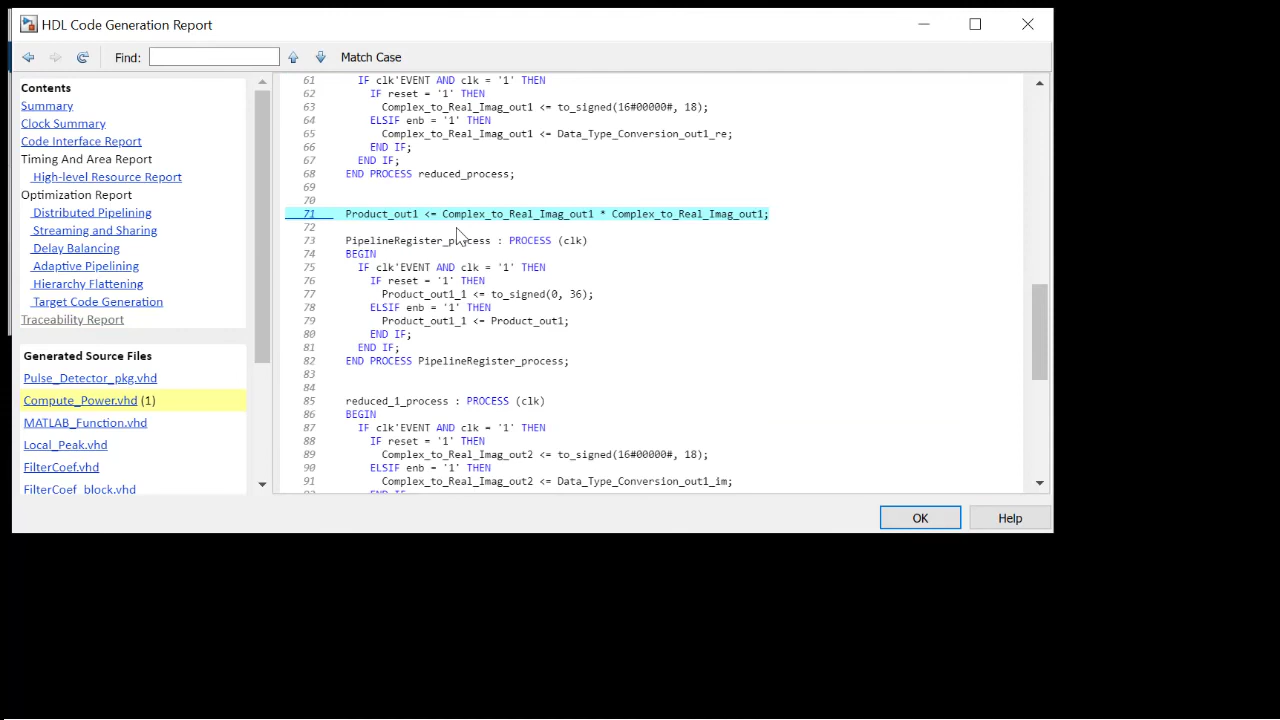 HDL Code Generation Report
Find:
Match Case
Contents
Summary
Clock Summary
Code Interface Report
Timing And Area Report
High-level Resource Report
Optimization Report
Distributed Pipelining
Streaming and Sharing
Delay Balancing
Adaptive Pipelining
Hierarchy Flattening
Target Code Generation
Traceability Report
Generated Source Files
Pulse_Detector_pkg.vhd
Compute_Power.vhd (1)
MATLAB_Function.vhd
Local_Peak.vhd
FilterCoef.vhd
FilterCoef_block.vhd
61 IF clk'EVENT AND clk = '1' THEN
62 IF reset = '1' THEN
63 Complex_to_Real_Imag_out1 <= to_signed(16#00000#, 18);
64 ELSIF enb = '1' THEN
65 Complex_to_Real_Imag_out1 <= Data_Type_Conversion_out1_re;
66 END IF;
67 END IF;
68 END PROCESS reduced_process;
69
70
71 Product_out1 <= Complex_to_Real_Imag_out1 * Complex_to_Real_Imag_out1;
72
73 PipelineRegister_process : PROCESS (clk)
74 BEGIN
75 IF clk'EVENT AND clk = '1' THEN
76 IF reset = '1' THEN
77 Product_out1_1 <= to_signed(0, 36);
78 ELSIF enb = '1' THEN
79 Product_out1_1 <= Product_out1;
80 END IF;
81 END IF;
82 END PROCESS PipelineRegister_process;
83
84
85 reduced_1_process : PROCESS (clk)
86 BEGIN
87 IF clk'EVENT AND clk = '1' THEN
88 IF reset = '1' THEN
89 Complex_to_Real_Imag_out2 <= to_signed(16#00000#, 18);
90 ELSIF enb = '1' THEN
91 Complex_to_Real_Imag_out2 <= Data_Type_Conversion_out1_im;
OK
Help